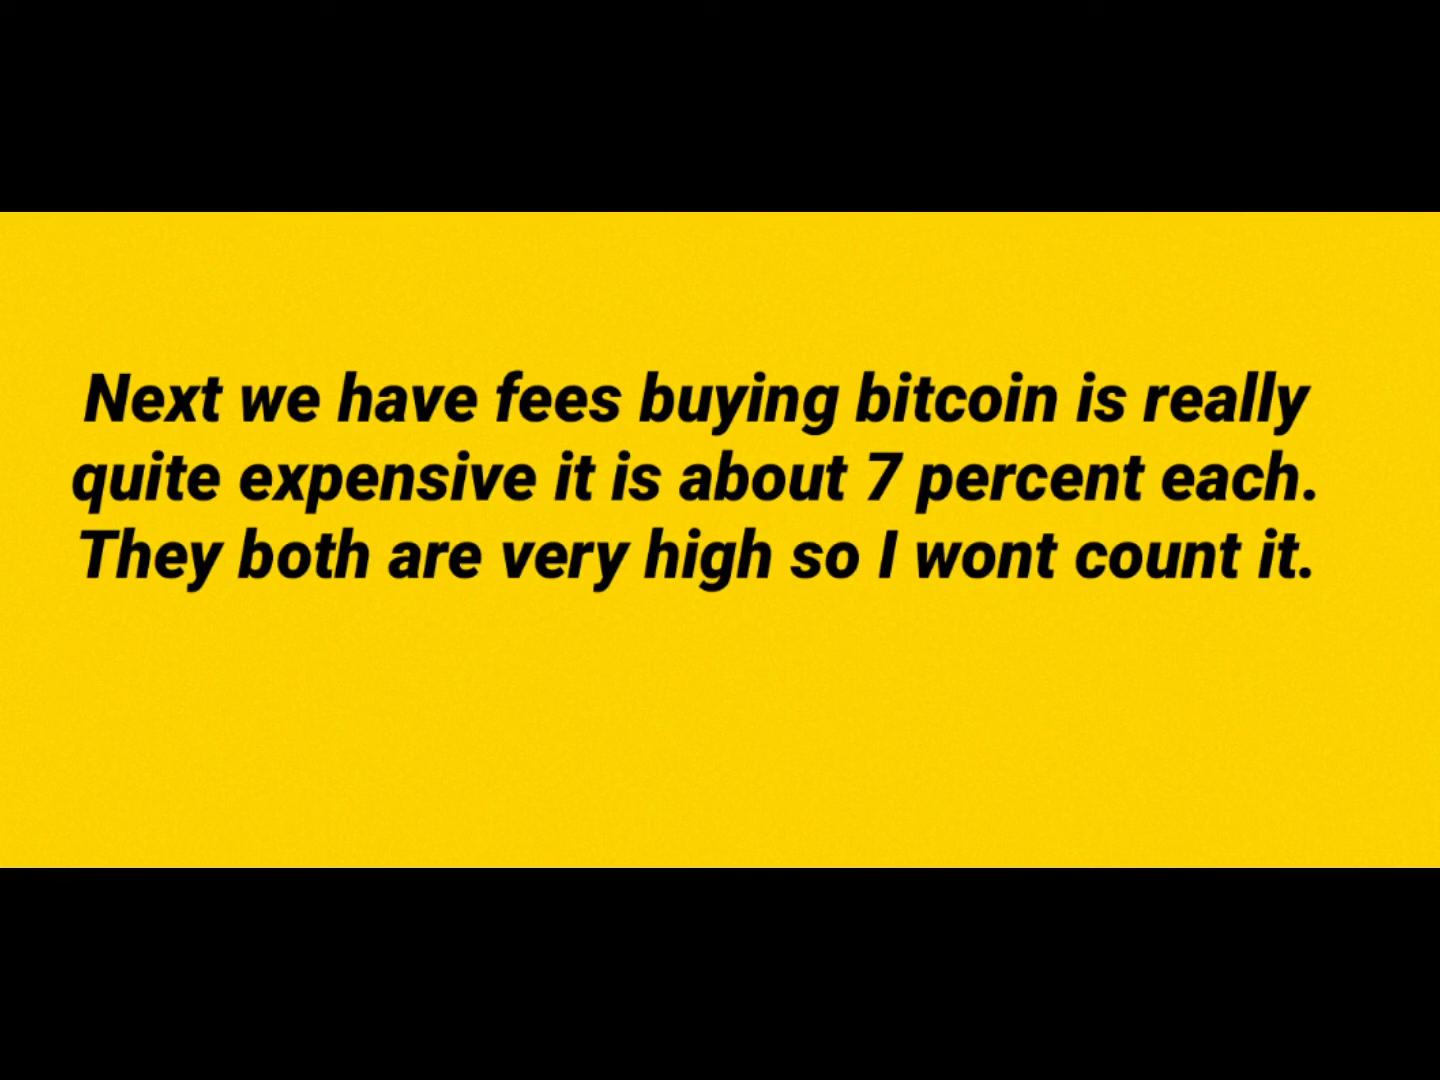 Next we have fees buying bitcoin is really
quite expensive it is about 7 percent each.
They both are very high so I wont count it.